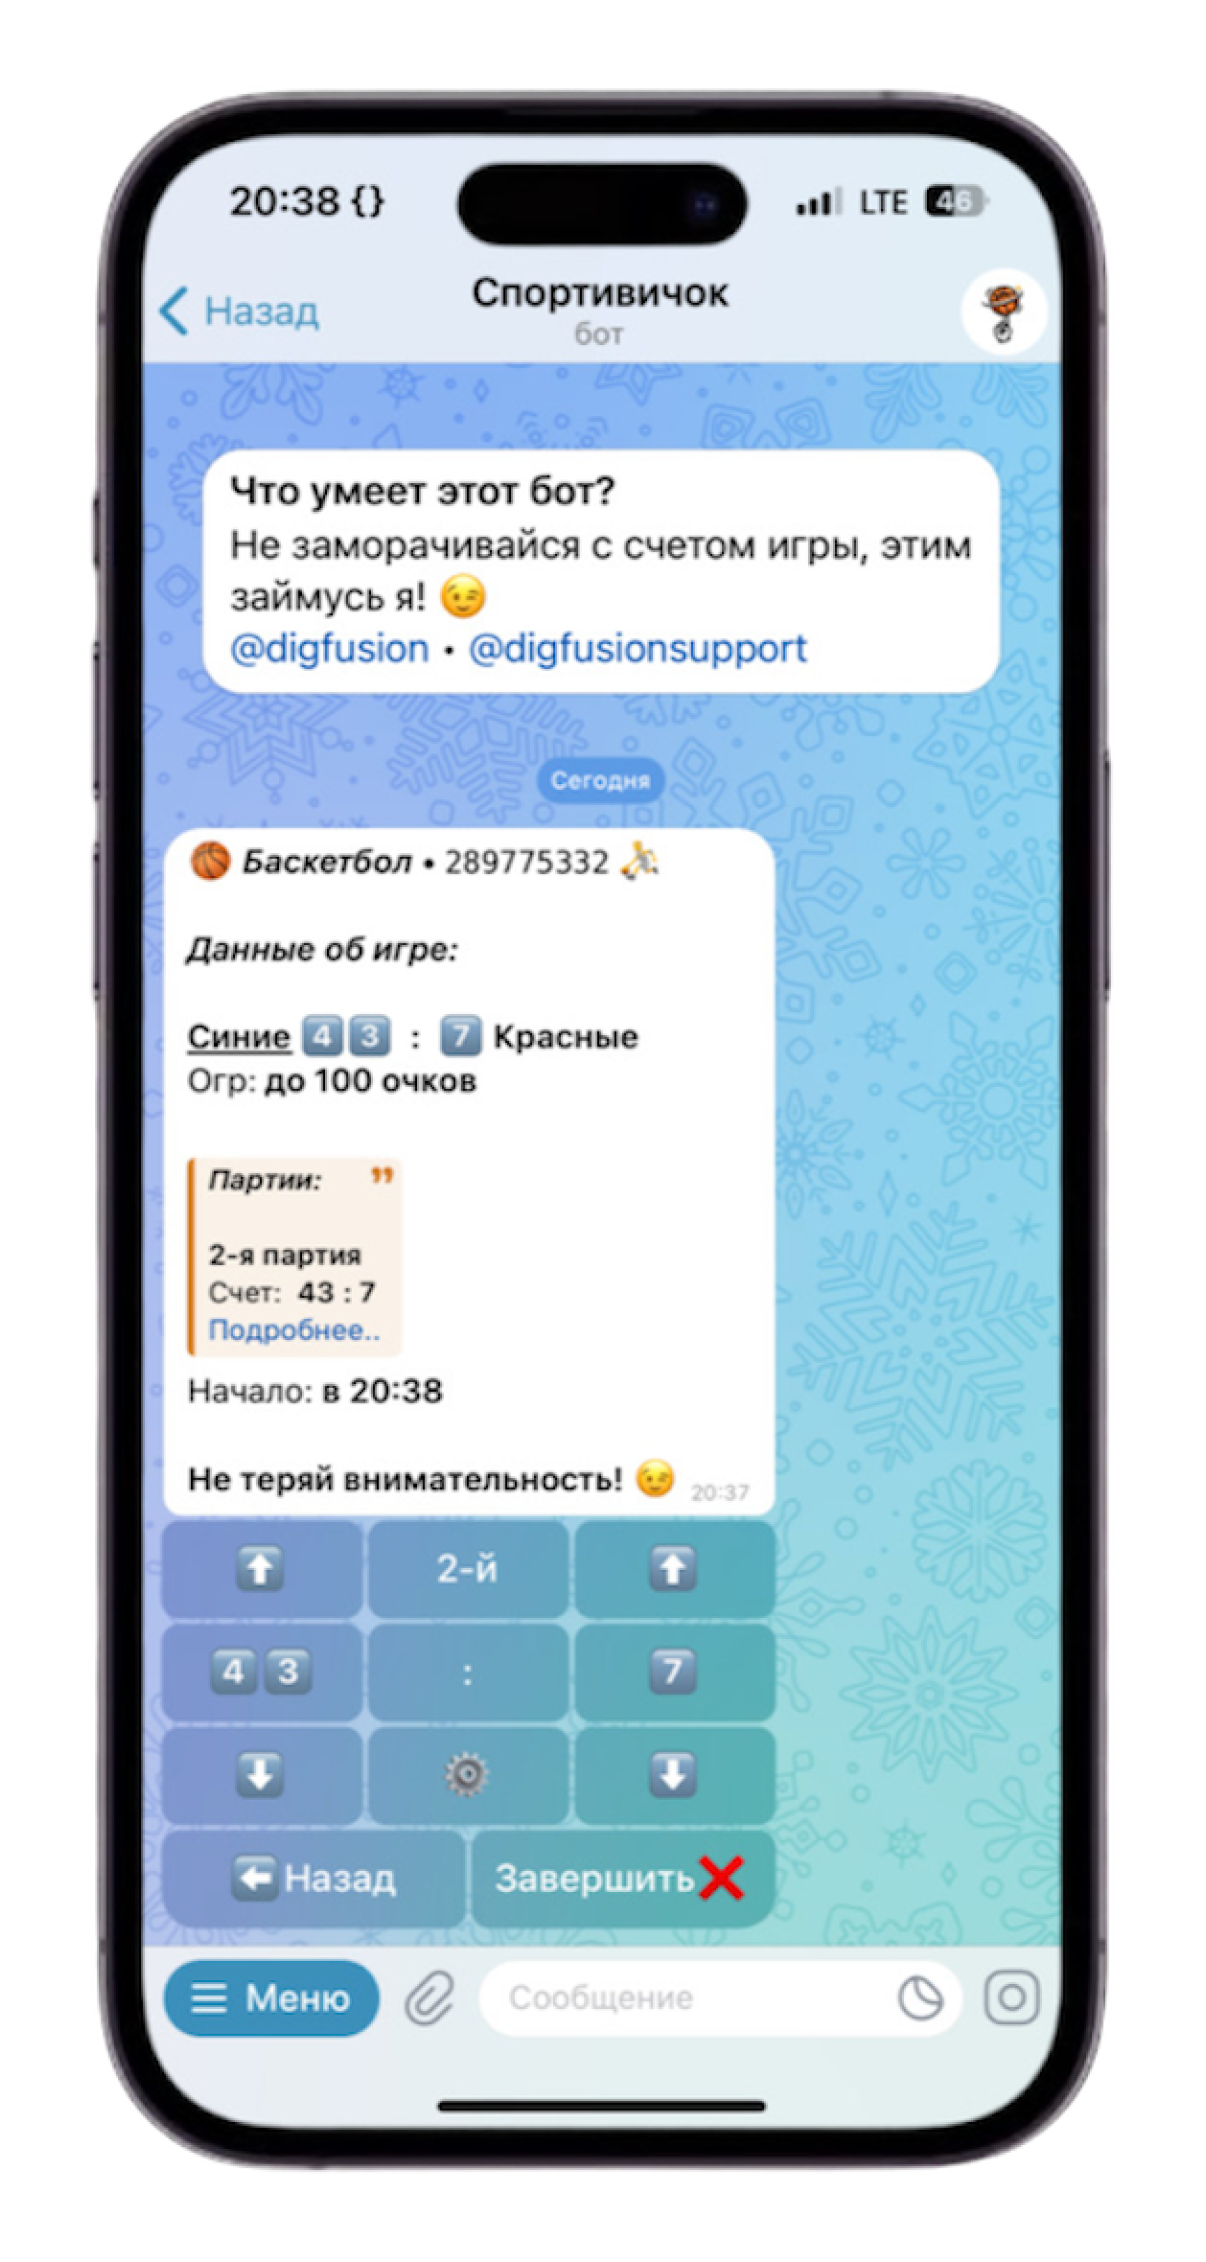 20:38 {}
LTE 46
Назад
Спортивичок
бот
Что умеет этот бот?
Не заморачивайся с счетом игры, этим
займусь я! 😉
@digfusion • @digfusionsupport
Сегодня
🏀 Баскетбол • 289775332
Данные об игре:
Синие 4️⃣3️⃣ : 7️⃣ Красные
Огр: до 100 очков
Партии:
2-я партия
Счет: 43 : 7
Подробнее..
Начало: в 20:38
Не теряй внимательность! 😉 20:37
⬆️ 2-й ⬆️
4️⃣3️⃣ : 7️⃣
⬇️ ⚙️ ⬇️
⬅️Назад Завершить❌
Меню
Сообщение